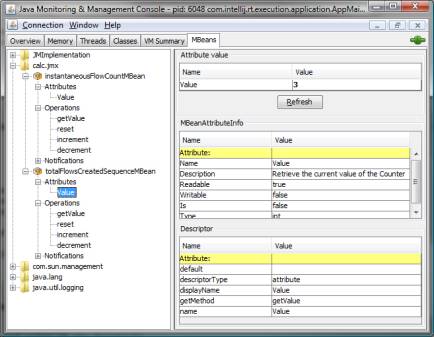 Java Monitoring & Management Console - pid: 6048 com.intellij.rt.execution.application.AppMai...
Connection Window Help
Overview Memory Threads Classes VM Summary MBeans
JMImplementation
calc.jmx
instantaneousFlowCountMBean
Attributes
Value
Operations
getValue
reset
increment
decrement
Notifications
totalFlowsCreatedSequenceMBean
Attributes
Value
Operations
getValue
reset
increment
decrement
Notifications
com.sun.management
java.lang
java.util.logging
Attribute value
Name Value
Value 3
Refresh
MBeanAttributeInfo
Name Value
Attribute:
Name Value
Description Retrieve the current value of the Counter
Readable true
Writable false
Is false
Type int
Descriptor
Name Value
Attribute:
default
descriptorType attribute
displayName Value
getMethod getValue
name Value